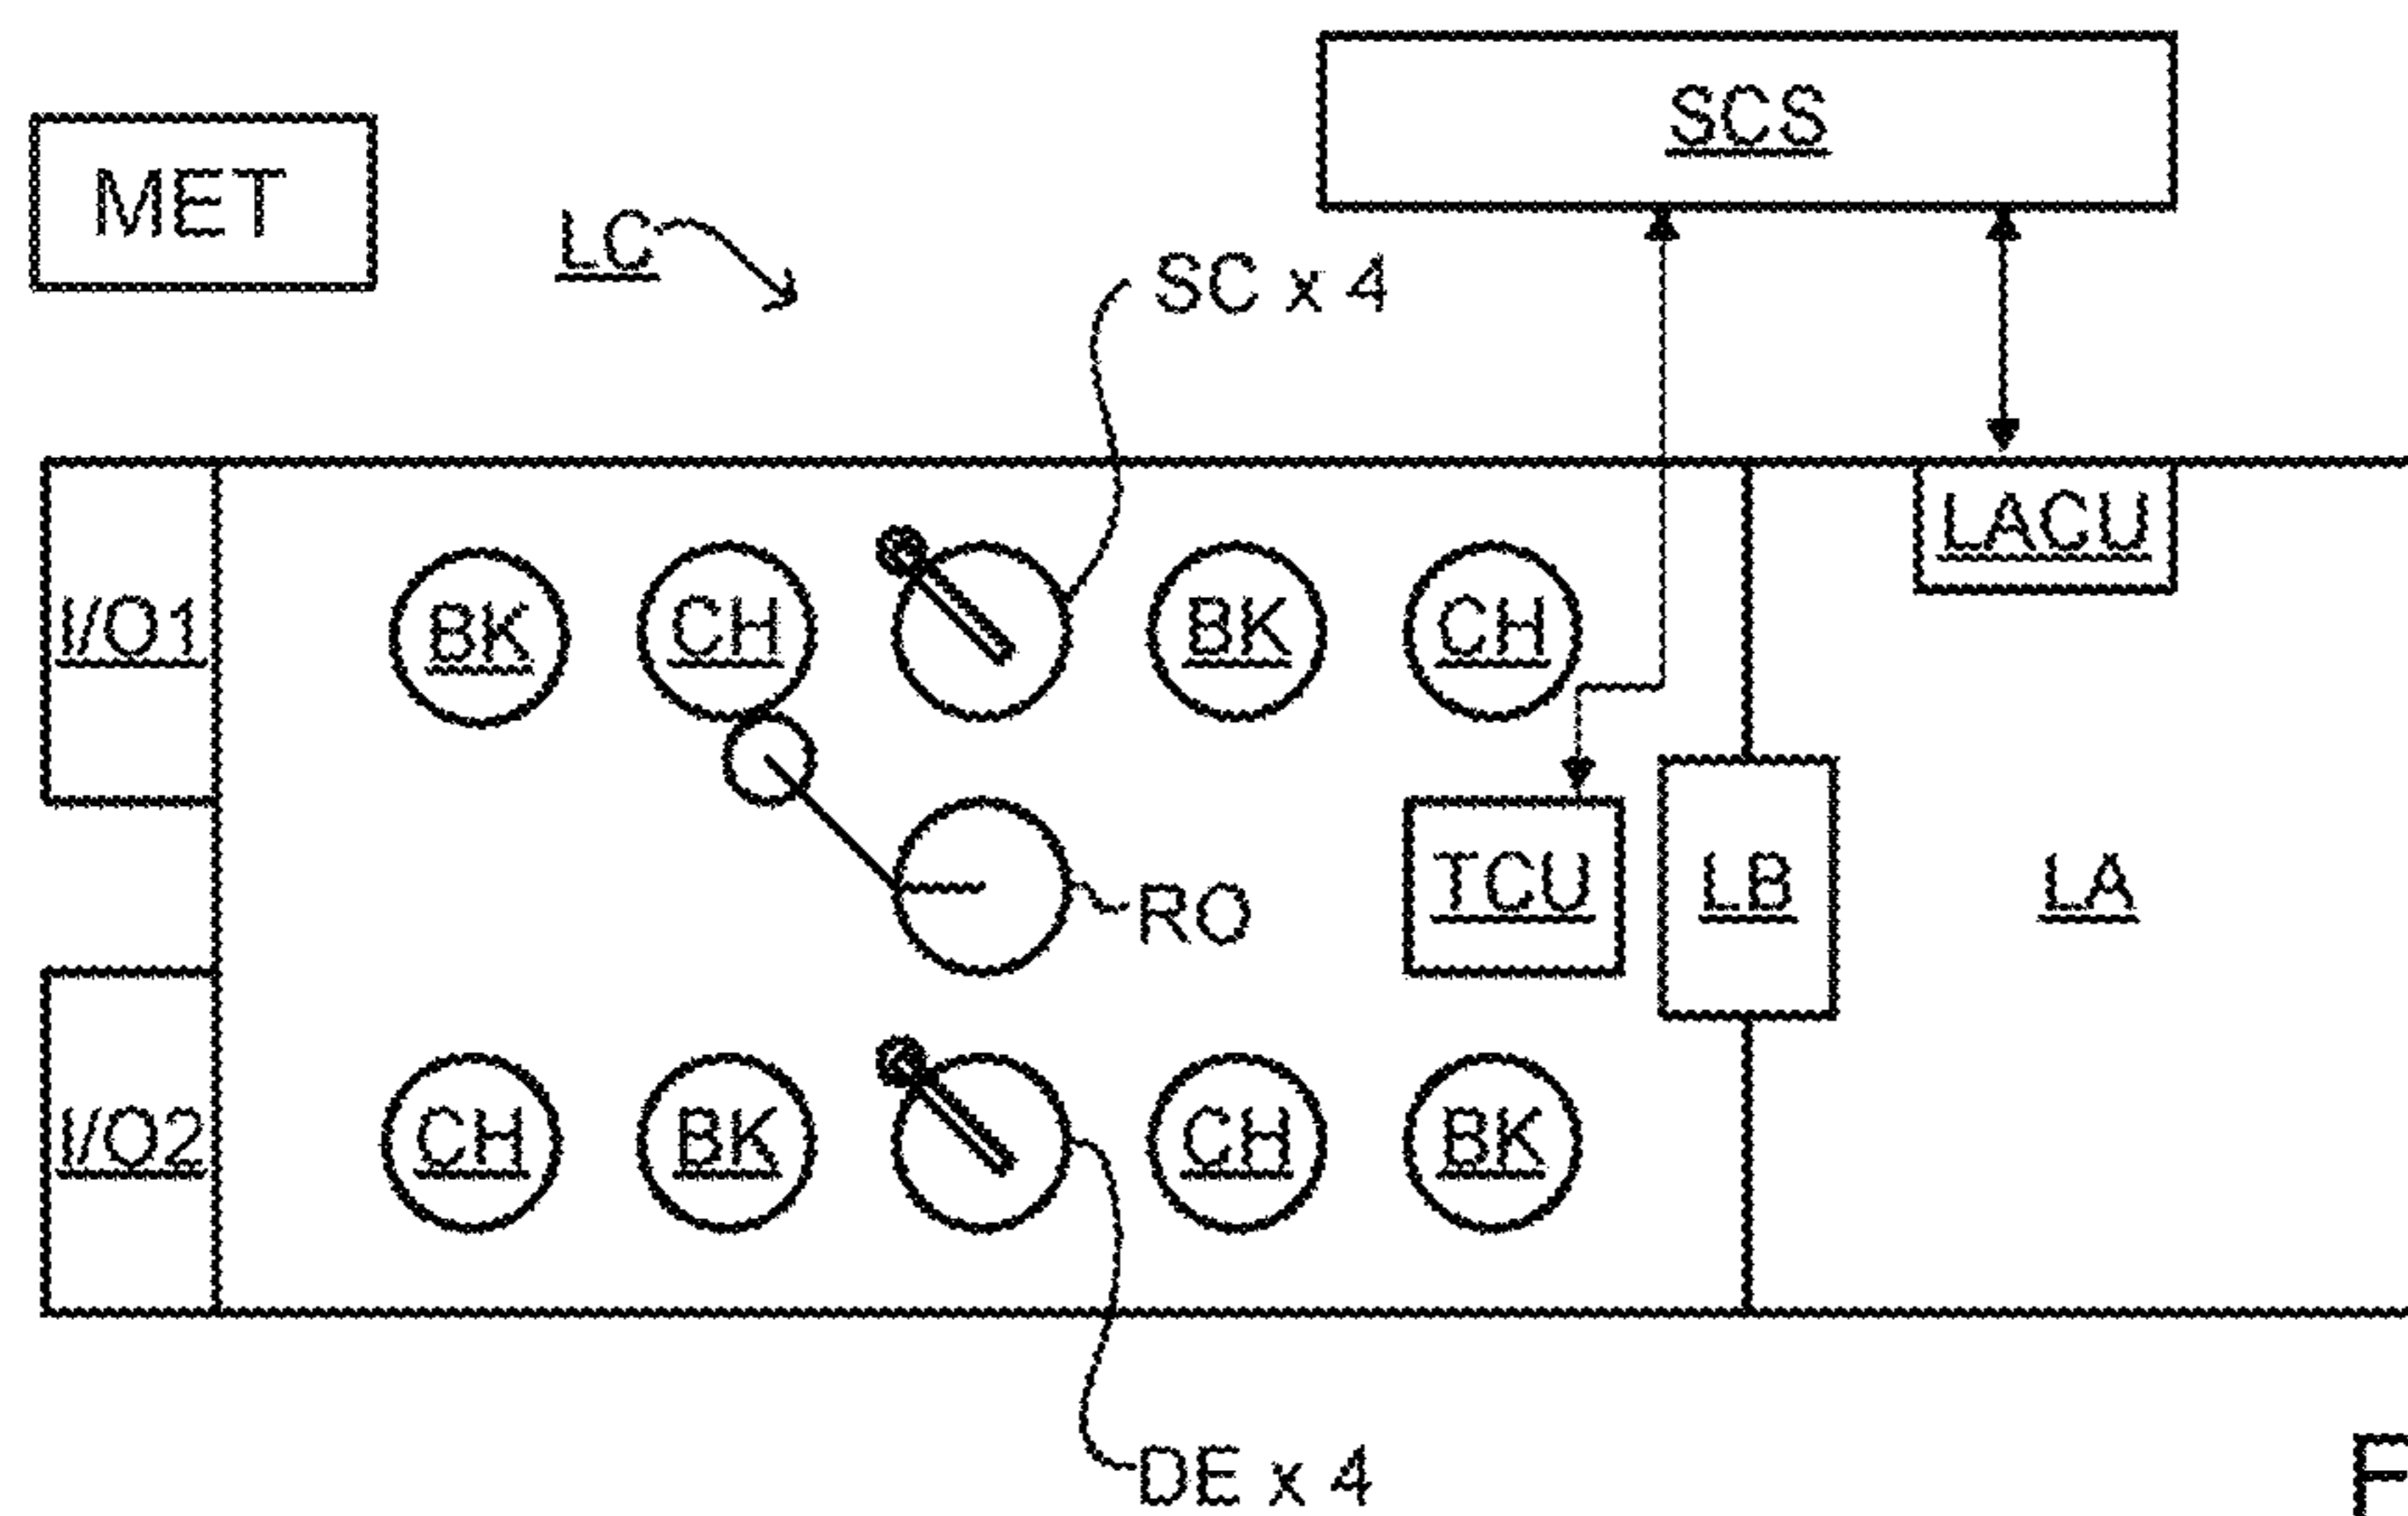 SCS
MET
LC
SC x 4
LACU
I/O1
BK
CH
BK
CH
TCU
LB
LA
RO
I/O2
CH
BK
CH
BK
DE x 4
F